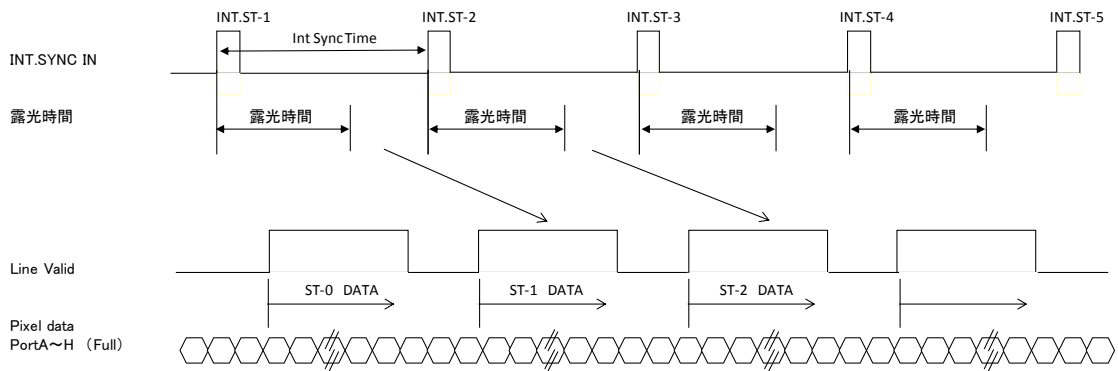 INT.ST-1 INT.ST-2 INT.ST-3 INT.ST-4 INT.ST-5
Int Sync Time
INT.SYNC IN
露光時間 露光時間 露光時間 露光時間 露光時間
Line Valid
ST-0 DATA ST-1 DATA ST-2 DATA
Pixel data
PortA～H （Full）